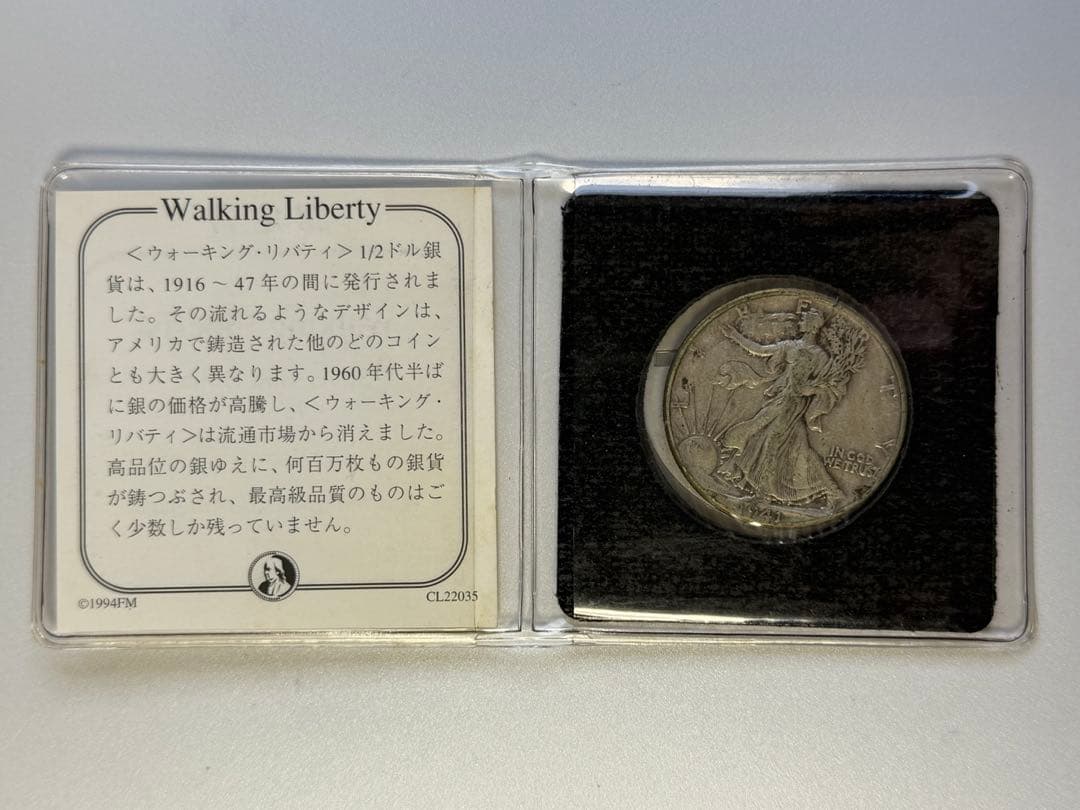 Walking Liberty
＜ウォーキング・リバティ＞1/2ドル銀
貨は、1916～47年の間に発行されま
した。その流れるようなデザインは、
アメリカで鋳造された他のどのコイン
とも大きく異なります。1960年代半ば
に銀の価格が高騰し、＜ウォーキング・
リバティ＞は流通市場から消えました。
高品位の銀ゆえに、何百万枚もの銀貨
が鋳つぶされ、最高級品質のものはご
く少数しか残っていません。
©1994FM
CL22035
IN GOD
WE TRUST
1941